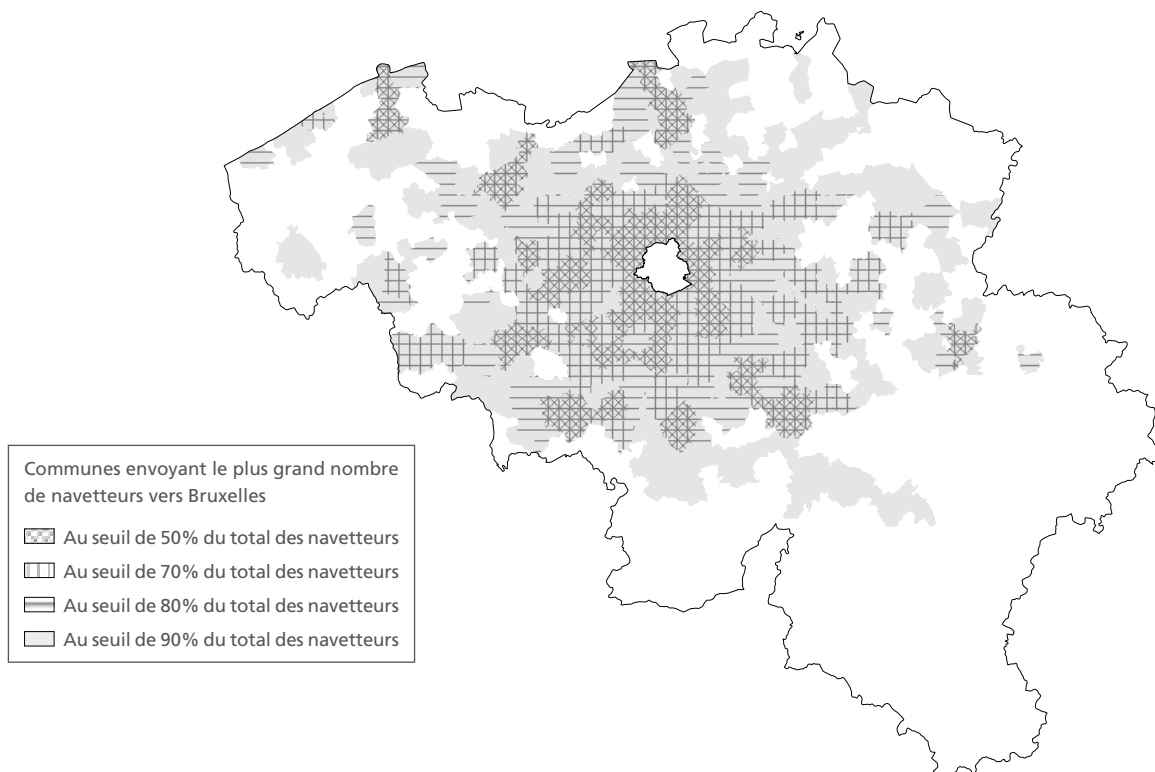 Communes envoyant le plus grand nombre
de navetteurs vers Bruxelles
Au seuil de 50% du total des navetteurs
Au seuil de 70% du total des navetteurs
Au seuil de 80% du total des navetteurs
Au seuil de 90% du total des navetteurs